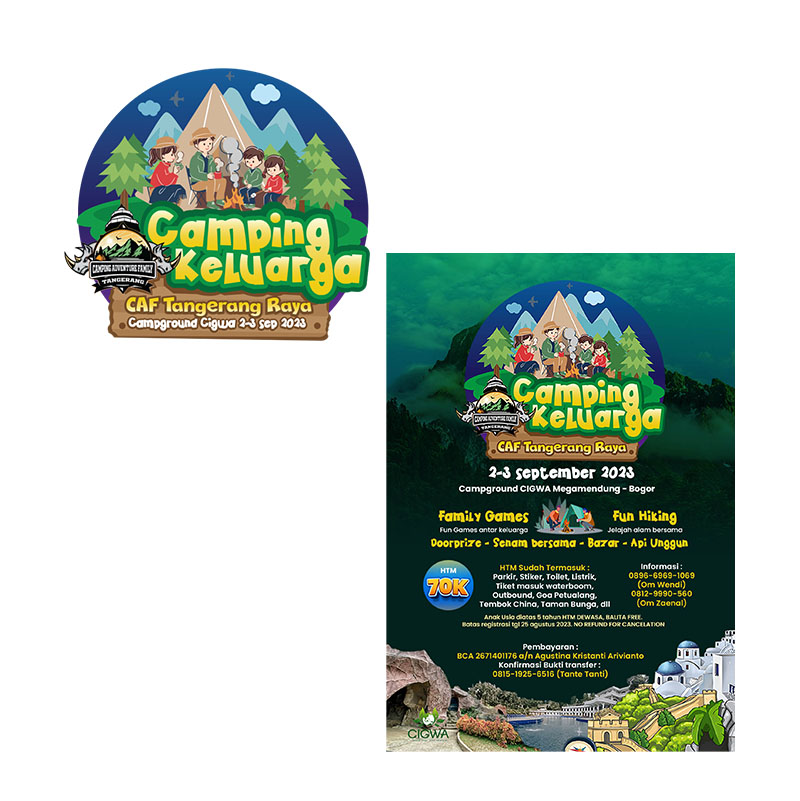 Camping
Keluarga
CAMPING ADVENTURE FAMILY
TANGERANG
CAF Tangerang Raya
Campground Cigwa 2-3 Sep 2023
Camping
Keluarga
CAMPING ADVENTURE FAMILY
TANGERANG
CAF Tangerang Raya
2-3 September 2023
Campground CIGWA Megamendung - Bogor
Family Games
Fun Games antar keluarga
Fun Hiking
Jelajah alam bersama
Doorprize - Senam bersama - Bazar - Api Unggun
HTM
70K
HTM Sudah Termasuk :
Parkir, Stiker, Toilet, Listrik,
Tiket masuk waterboom,
Outbound, Goa Petualang,
Tembok China, Taman Bunga, dll
Informasi :
0896-6969-1069
(Om Wendi)
0812-9990-560
(Om Zaenal)
Anak Usia diatas 5 tahun HTM DEWASA, BALITA FREE.
Batas registrasi tgl 25 agustus 2023. NO REFUND FOR CANCELATION
Pembayaran :
BCA 2671401176 a/n Agustina Kristanti Arivianto
Konfirmasi Bukti transfer :
0815-1925-6516 (Tante Tanti)
CIGWA